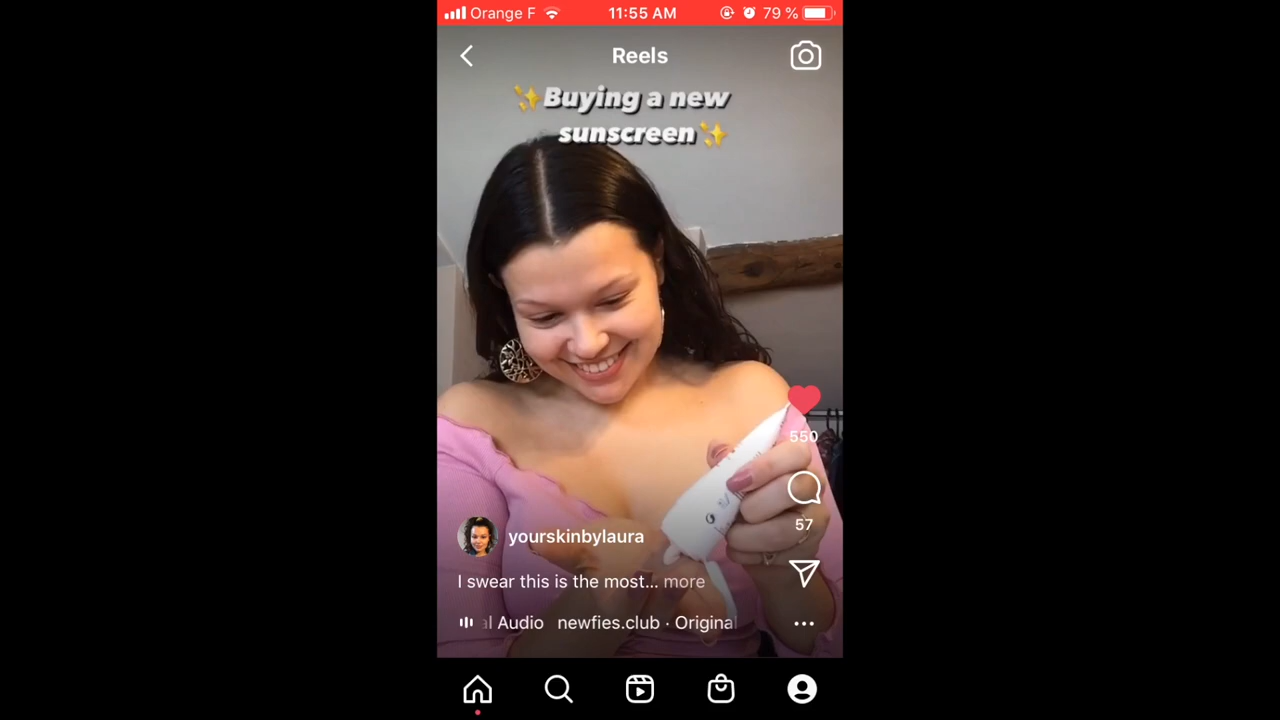 Orange F 11:55 AM 79 %
Reels
✨Buying a new
sunscreen✨
550
57
yourskinbylaura
I swear this is the most... more
al Audio newfies.club · Original